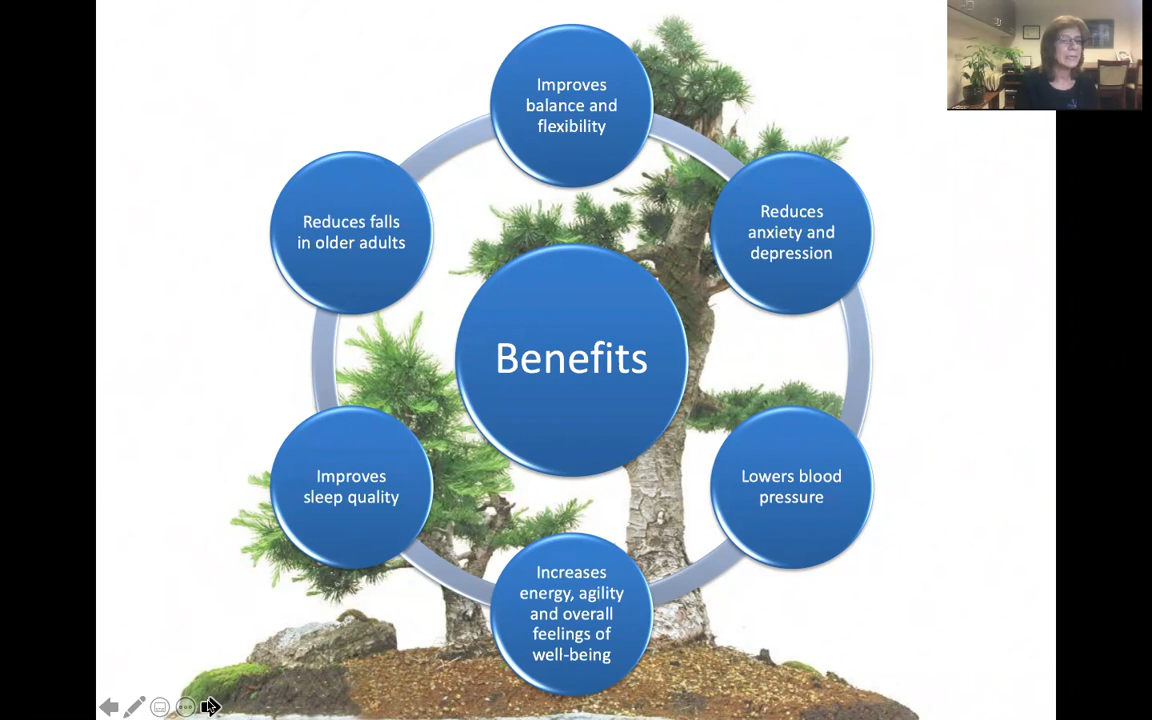 Improves
balance and
flexibility
Reduces
anxiety and
depression
Lowers blood
pressure
Increases
energy, agility
and overall
feelings of
well-being
Improves
sleep quality
Reduces falls
in older adults
Benefits